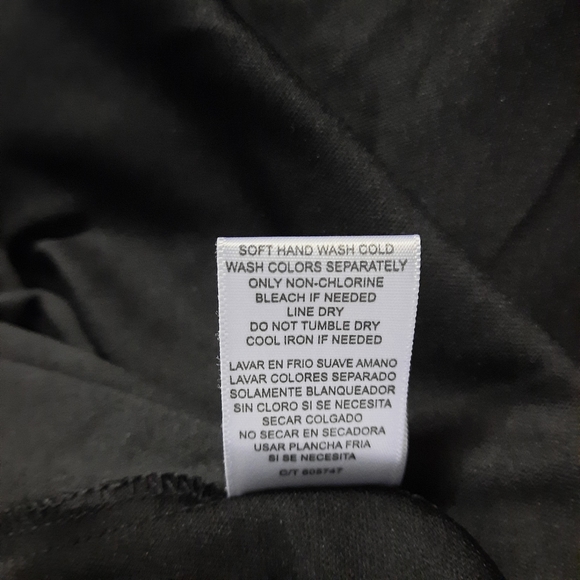 SOFT HAND WASH COLD
WASH COLORS SEPARATELY
ONLY NON-CHLORINE
BLEACH IF NEEDED
LINE DRY
DO NOT TUMBLE DRY
COOL IRON IF NEEDED
LAVAR EN FRIO SUAVE AMANO
LAVAR COLORES SEPARADO
SOLAMENTE BLANQUEADOR
SIN CLORO SI SE NECESITA
SECAR COLGADO
NO SECAR EN SECADORA
USAR PLANCHA FRIA
SI SE NECESITA
C/T